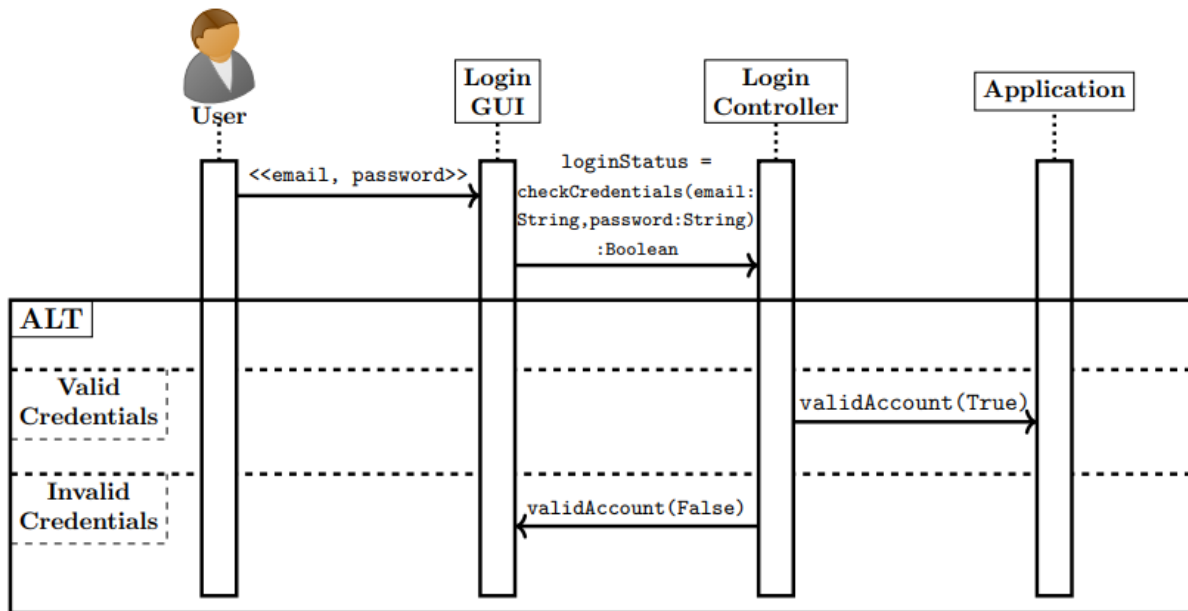 User
Login
GUI
Login
Controller
Application
<<email, password>>
loginStatus =
checkCredentials(email:
String,password:String)
:Boolean
ALT
Valid
Credentials
validAccount(True)
Invalid
Credentials
validAccount(False)